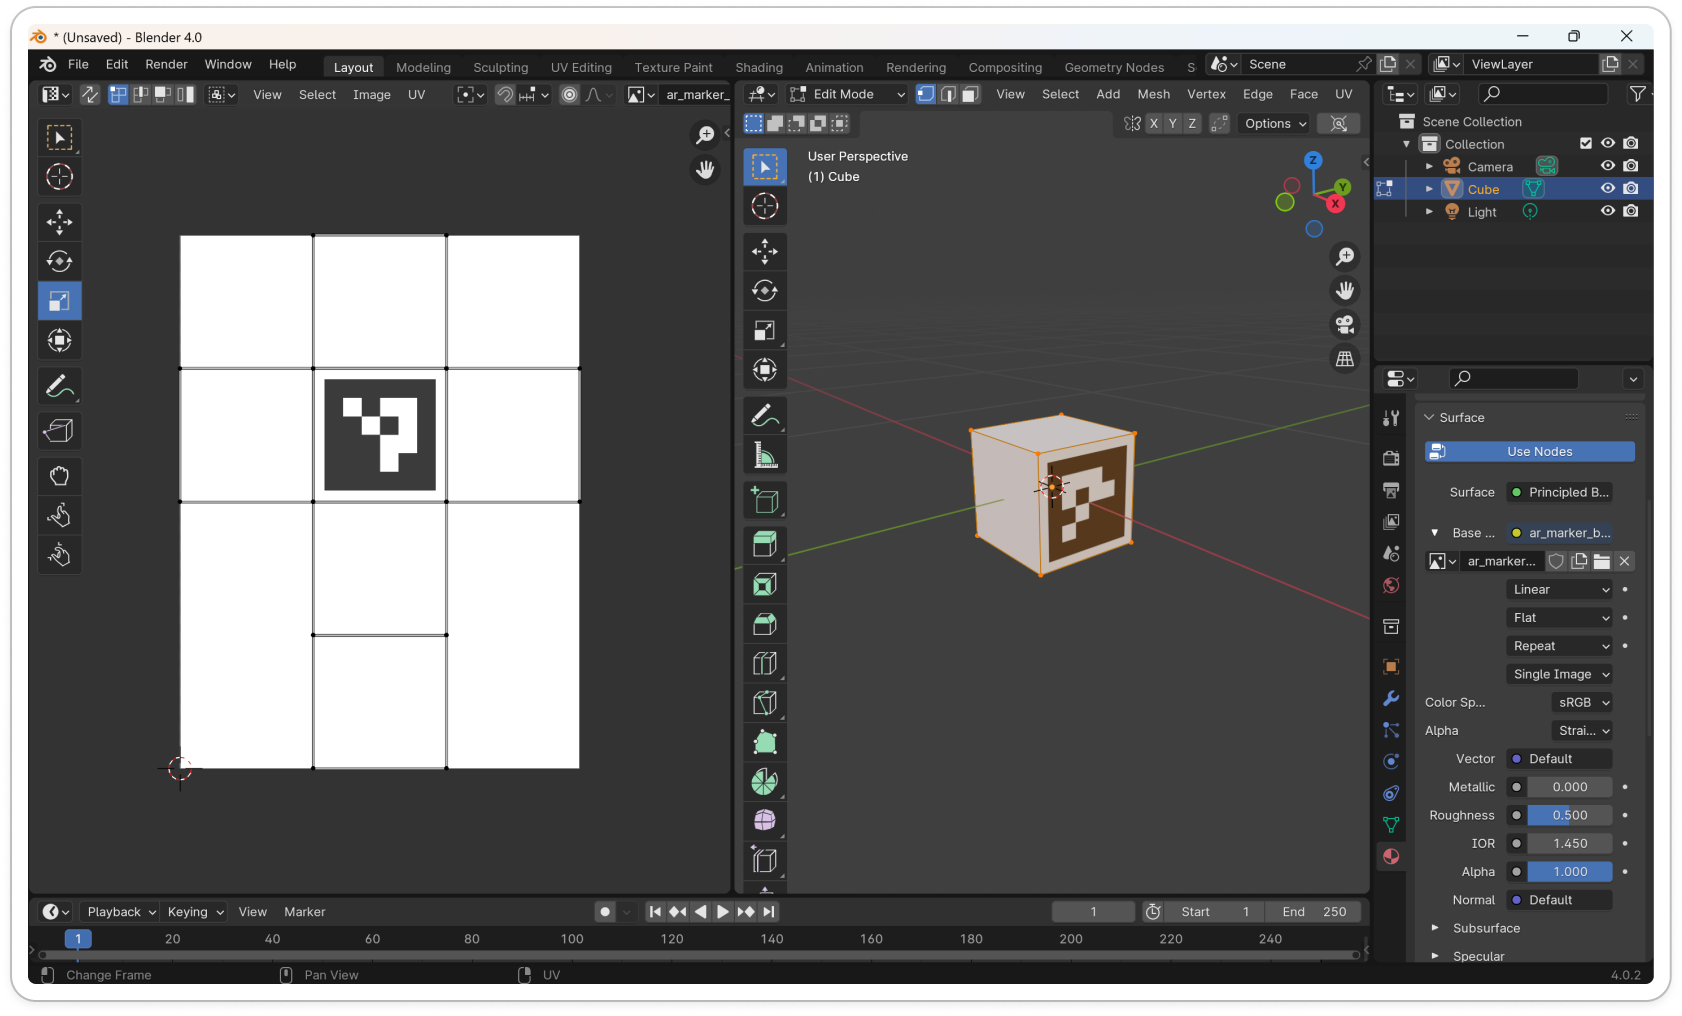 * (Unsaved) - Blender 4.0
File Edit Render Window Help Layout Modeling Sculpting UV Editing Texture Paint Shading Animation Rendering Compositing Geometry Nodes S Scene ViewLayer
View Select Image UV ar_marker_
Edit Mode View Select Add Mesh Vertex Edge Face UV
X Y Z Options
User Perspective
(1) Cube
Z
Y
X
Scene Collection
Collection
Camera
Cube
Light
Surface
Use Nodes
Surface Principled B...
Base ... ar_marker_b...
ar_marker...
Linear
Flat
Repeat
Single Image
Color Sp... sRGB
Alpha Strai...
Vector Default
Metallic 0.000
Roughness 0.500
IOR 1.450
Alpha 1.000
Normal Default
Subsurface
Specular
Playback Keying View Marker 1 Start 1 End 250
1 20 40 60 80 100 120 140 160 180 200 220 240
Change Frame Pan View UV 4.0.2